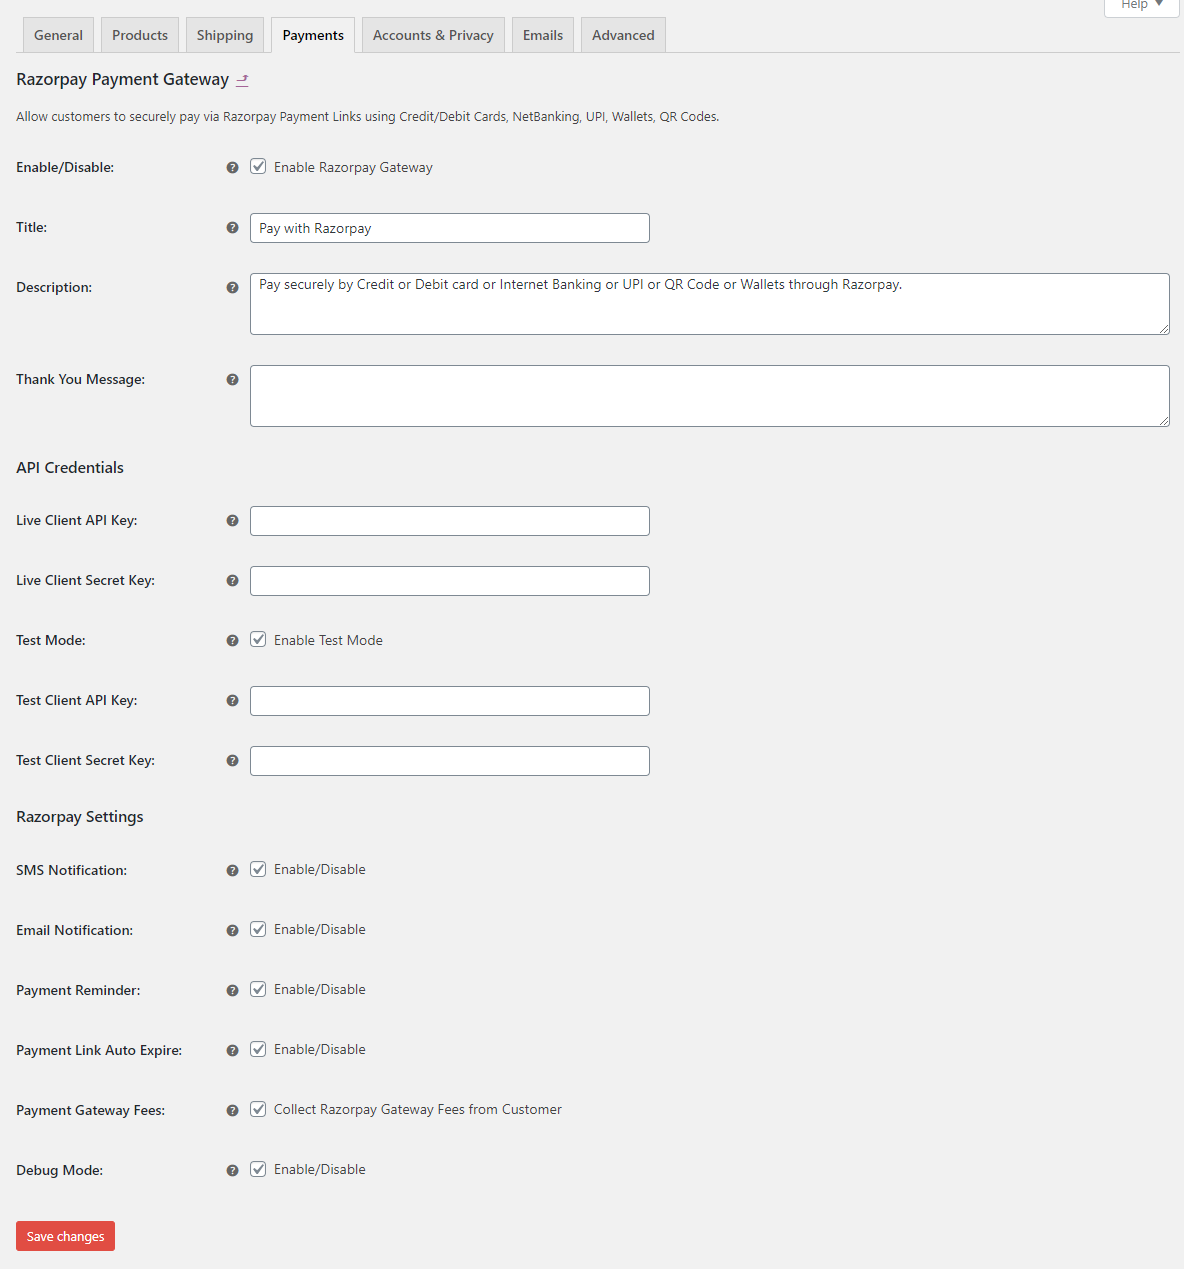 Help ▼
General Products Shipping Payments Accounts & Privacy Emails Advanced
Razorpay Payment Gateway
Allow customers to securely pay via Razorpay Payment Links using Credit/Debit Cards, NetBanking, UPI, Wallets, QR Codes.
Enable/Disable: Enable Razorpay Gateway
Title: Pay with Razorpay
Description: Pay securely by Credit or Debit card or Internet Banking or UPI or QR Code or Wallets through Razorpay.
Thank You Message:
API Credentials
Live Client API Key:
Live Client Secret Key:
Test Mode: Enable Test Mode
Test Client API Key:
Test Client Secret Key:
Razorpay Settings
SMS Notification: Enable/Disable
Email Notification: Enable/Disable
Payment Reminder: Enable/Disable
Payment Link Auto Expire: Enable/Disable
Payment Gateway Fees: Collect Razorpay Gateway Fees from Customer
Debug Mode: Enable/Disable
Save changes